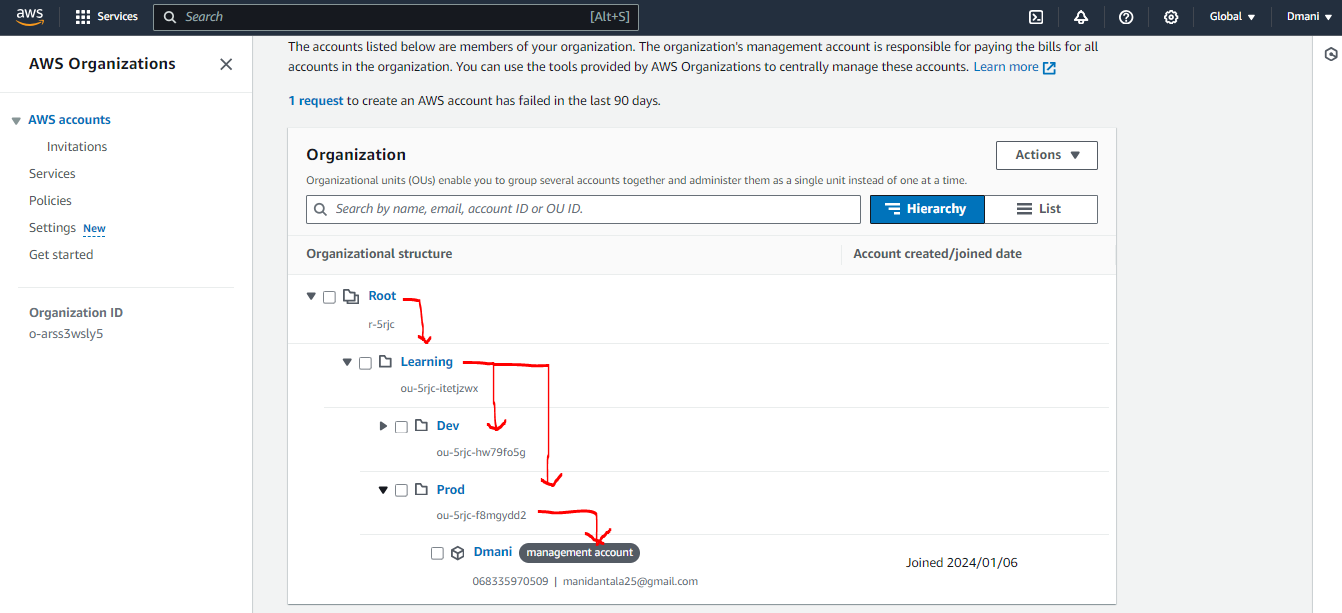 aws
Services
Search
[Alt+S]
Global
Dmani
AWS Organizations
AWS accounts
Invitations
Services
Policies
Settings New
Get started
Organization ID
o-arss3wsly5
The accounts listed below are members of your organization. The organization's management account is responsible for paying the bills for all
accounts in the organization. You can use the tools provided by AWS Organizations to centrally manage these accounts. Learn more
1 request to create an AWS account has failed in the last 90 days.
Organization
Actions
Organizational units (OUs) enable you to group several accounts together and administer them as a single unit instead of one at a time.
Search by name, email, account ID or OU ID.
Hierarchy
List
Organizational structure
Account created/joined date
Root
r-5rjc
Learning
ou-5rjc-itetjzwx
Dev
ou-5rjc-hw79fo5g
Prod
ou-5rjc-f8mgydd2
Dmani management account
Joined 2024/01/06
068335970509 | manidantala25@gmail.com